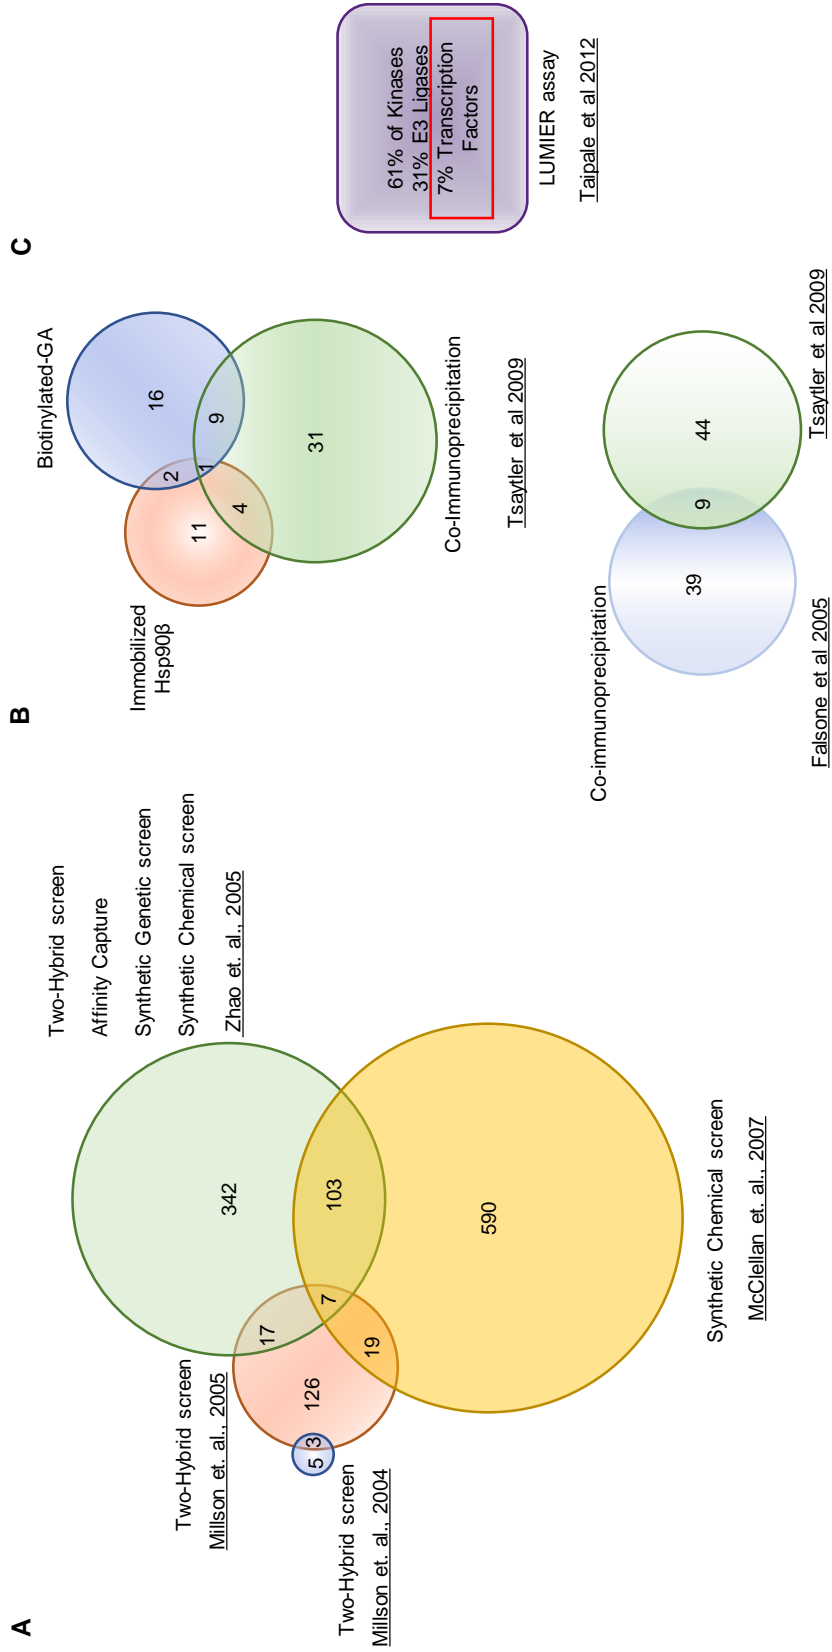 A
Two-Hybrid screen
Millson et. al., 2004
Two-Hybrid screen
Millson et. al., 2005
Two-Hybrid screen
Affinity Capture
Synthetic Genetic screen
Synthetic Chemical screen
Zhao et. al., 2005
5
3
126
17
342
7
19
103
590
Synthetic Chemical screen
McClellan et. al., 2007
B
Immobilized
Hsp90β
Biotinylated-GA
11
2
16
1
4
9
31
Co-Immunoprecipitation
Tsaytler et al 2009
Co-immunoprecipitation
39
9
44
Falsone et al 2005
Tsaytler et al 2009
C
61% of Kinases
31% E3 Ligases
7% Transcription
Factors
LUMIER assay
Taipale et al 2012